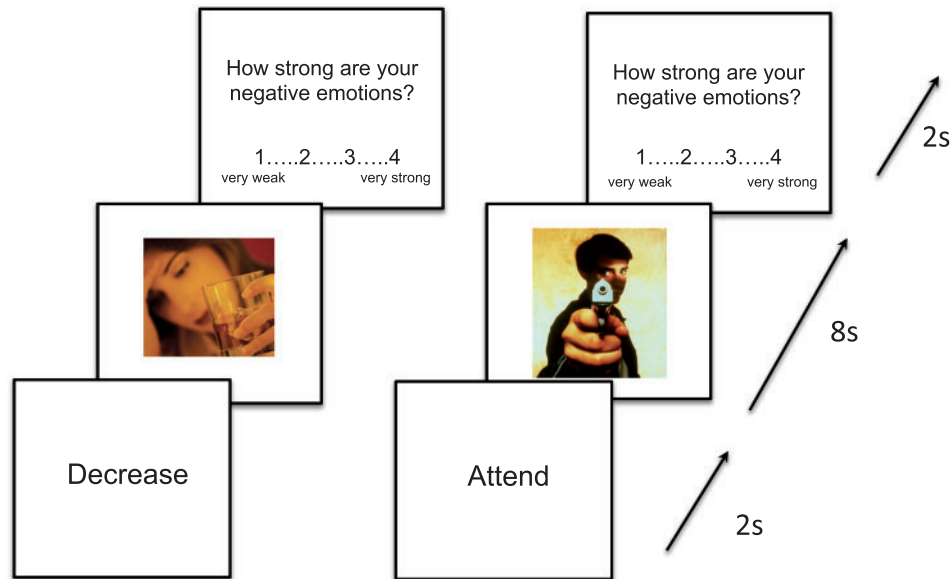 How strong are your
negative emotions?
1.....2.....3.....4
very weak very strong
How strong are your
negative emotions?
1.....2.....3.....4
very weak very strong
2s
8s
Decrease
Attend
2s